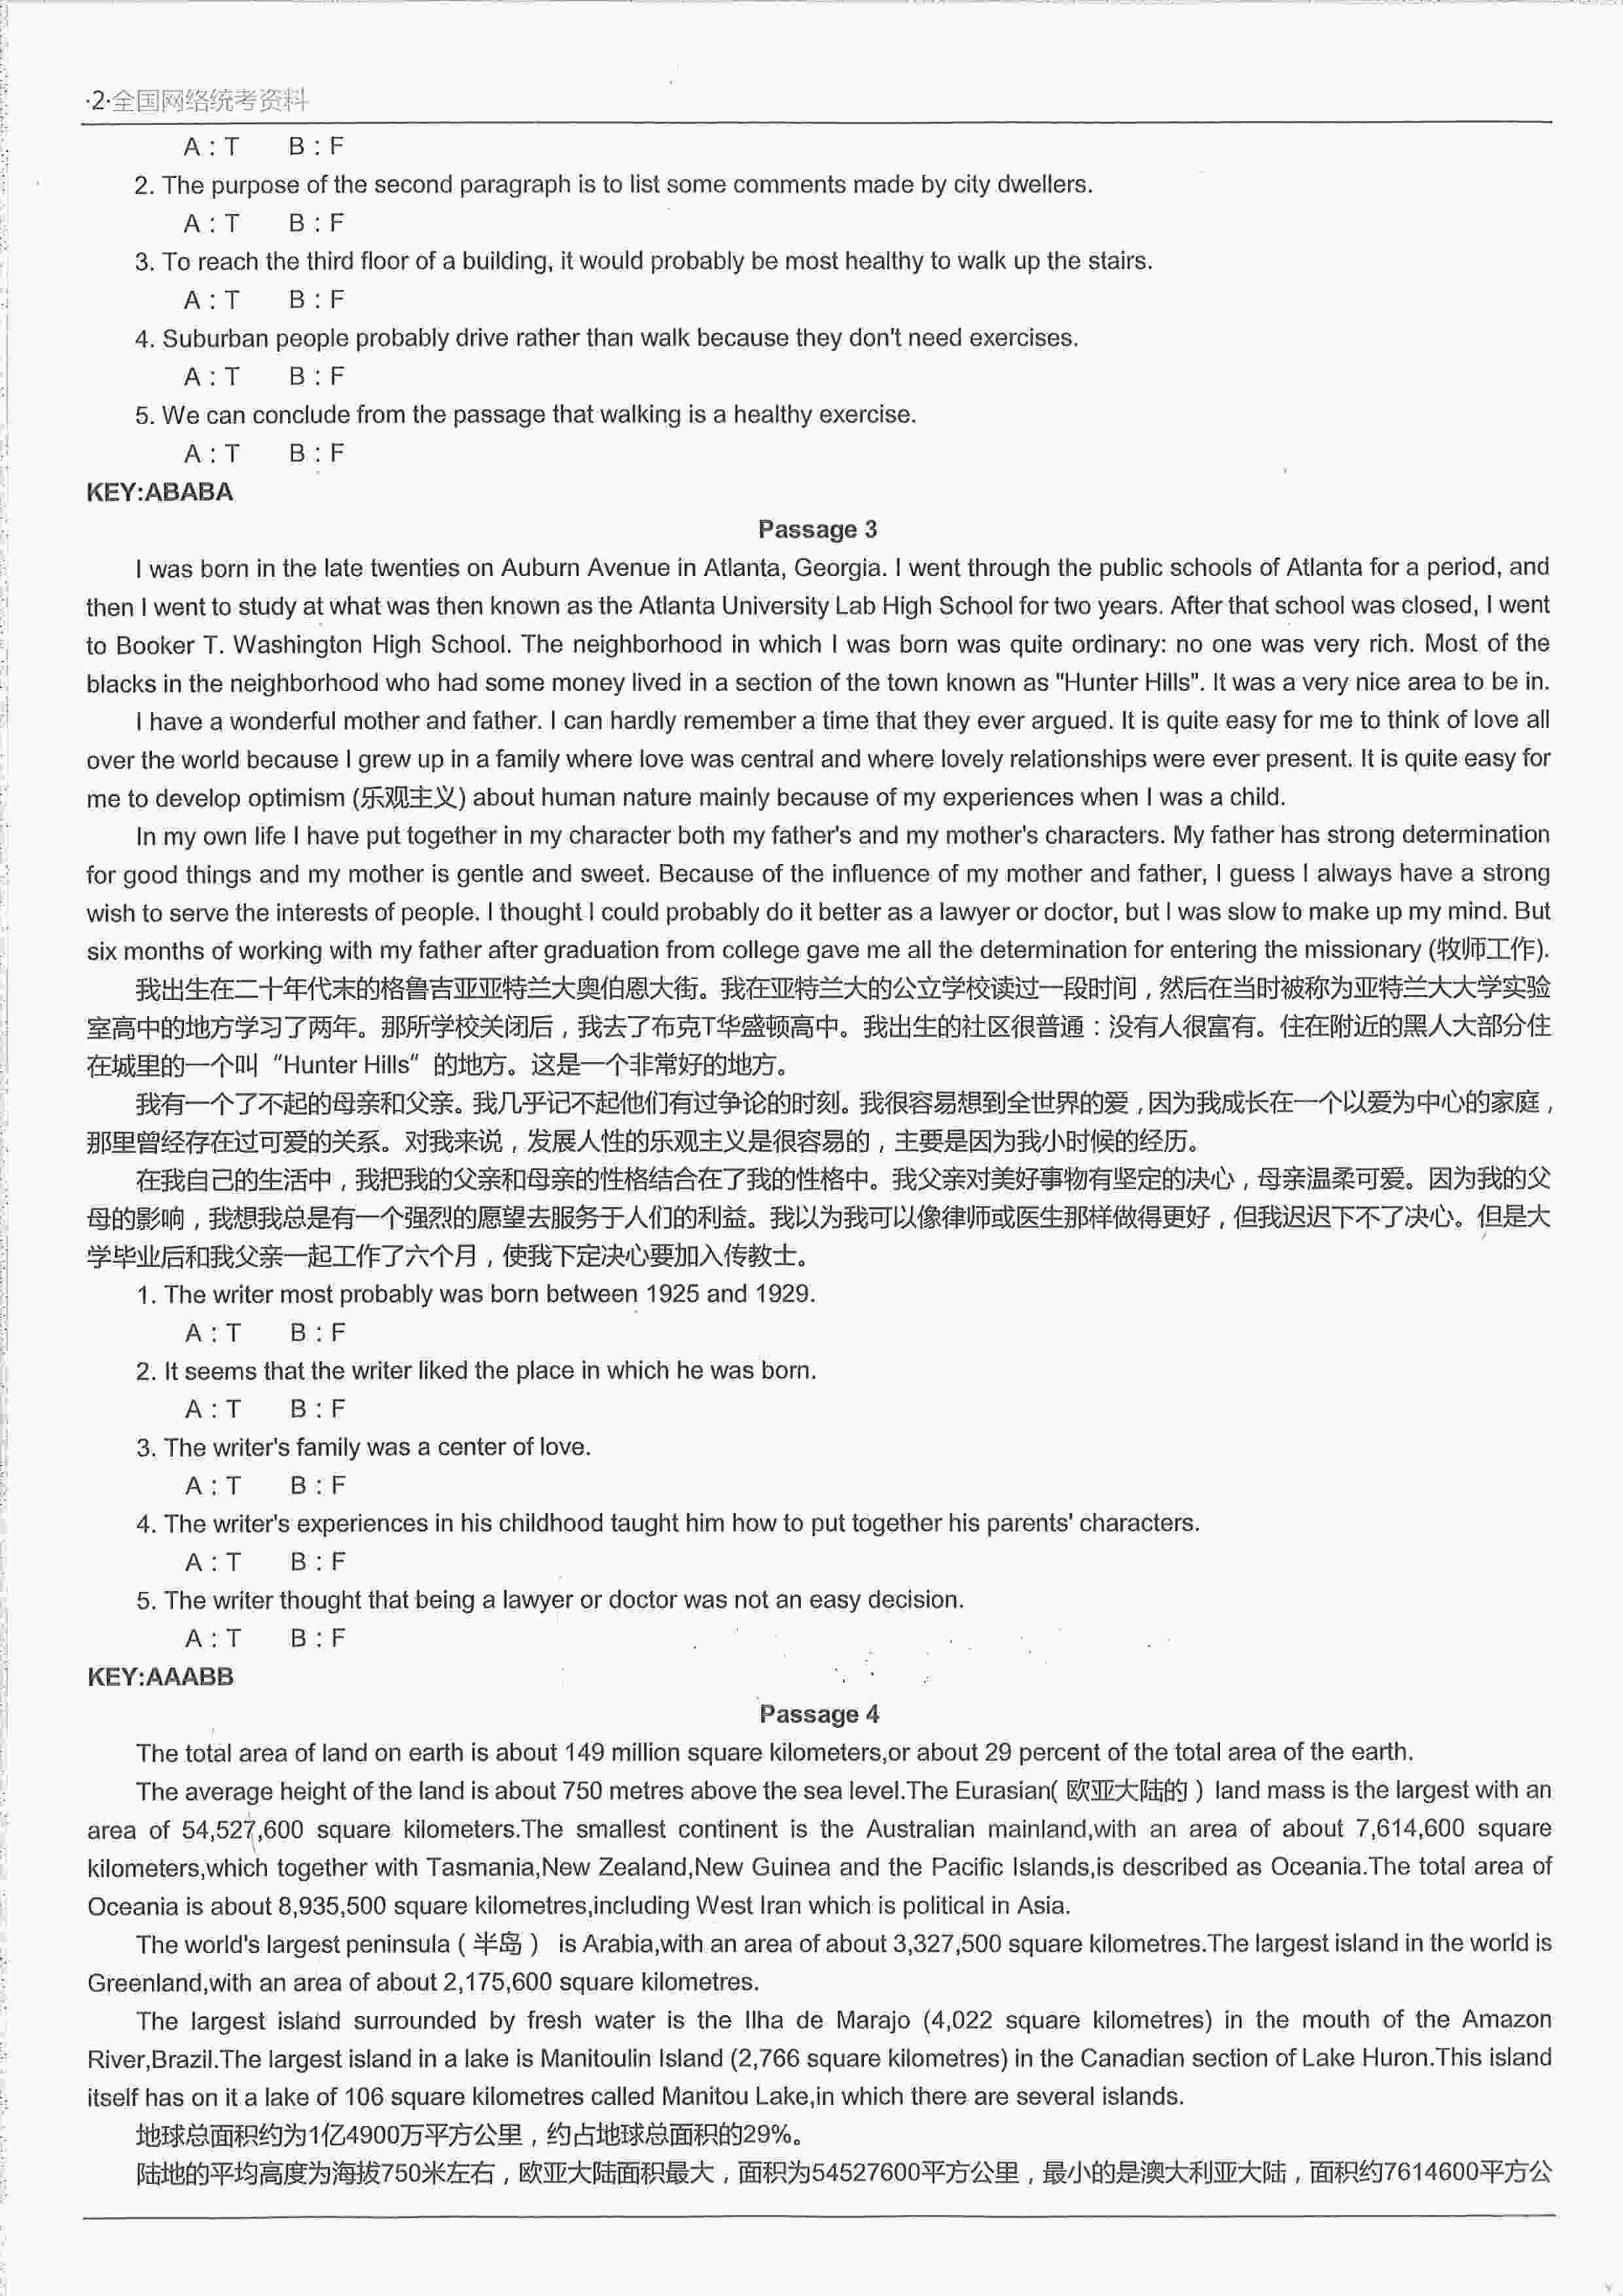 ·2·全国网络统考资料
A : T B : F
2. The purpose of the second paragraph is to list some comments made by city dwellers.
A : T B : F
3. To reach the third floor of a building, it would probably be most healthy to walk up the stairs.
A : T B : F
4. Suburban people probably drive rather than walk because they don't need exercises.
A : T B : F
5. We can conclude from the passage that walking is a healthy exercise.
A : T B : F
KEY:ABABA
Passage 3
I was born in the late twenties on Auburn Avenue in Atlanta, Georgia. I went through the public schools of Atlanta for a period, and
then I went to study at what was then known as the Atlanta University Lab High School for two years. After that school was closed, I went
to Booker T. Washington High School. The neighborhood in which I was born was quite ordinary: no one was very rich. Most of the
blacks in the neighborhood who had some money lived in a section of the town known as "Hunter Hills". It was a very nice area to be in.
I have a wonderful mother and father. I can hardly remember a time that they ever argued. It is quite easy for me to think of love all
over the world because I grew up in a family where love was central and where lovely relationships were ever present. It is quite easy for
me to develop optimism (乐观主义) about human nature mainly because of my experiences when I was a child.
In my own life I have put together in my character both my father's and my mother's characters. My father has strong determination
for good things and my mother is gentle and sweet. Because of the influence of my mother and father, I guess I always have a strong
wish to serve the interests of people. I thought I could probably do it better as a lawyer or doctor, but I was slow to make up my mind. But
six months of working with my father after graduation from college gave me all the determination for entering the missionary (牧师工作).
我出生在二十年代末的格鲁吉亚亚特兰大奥伯恩大街。我在亚特兰大的公立学校读过一段时间，然后在当时被称为亚特兰大大学实验
室高中的地方学习了两年。那所学校关闭后，我去了布克T华盛顿高中。我出生的社区很普通：没有人很富有。住在附近的黑人大部分住
在城里的一个叫“Hunter Hills“的地方。这是一个非常好的地方。
我有一个了不起的母亲和父亲。我几乎记不起他们有过争论的时刻。我很容易想到全世界的爱，因为我成长在一个以爱为中心的家庭，
那里曾经存在过可爱的关系。对我来说，发展人性的乐观主义是很容易的，主要是因为我小时候的经历。
在我自己的生活中，我把我的父亲和母亲的性格结合在了我的性格中。我父亲对美好事物有坚定的决心，母亲温柔可爱。因为我的父
母的影响，我想我总是有一个强烈的愿望去服务于人们的利益。我以为我可以像律师或医生那样做得更好，但我迟迟下不了决心。但是大
学毕业后和我父亲一起工作了六个月，使我下定决心要加入传教士。
1. The writer most probably was born between 1925 and 1929.
A : T B : F
2. It seems that the writer liked the place in which he was born.
A : T B : F
3. The writer's family was a center of love.
A : T B : F
4. The writer's experiences in his childhood taught him how to put together his parents' characters.
A : T B : F
5. The writer thought that being a lawyer or doctor was not an easy decision.
A : T B : F
KEY:AAABB
Passage 4
The total area of land on earth is about 149 million square kilometers,or about 29 percent of the total area of the earth.
The average height of the land is about 750 metres above the sea level.The Eurasian( 欧亚大陆的 ) land mass is the largest with an
area of 54,527,600 square kilometers.The smallest continent is the Australian mainland,with an area of about 7,614,600 square
kilometers,which together with Tasmania,New Zealand,New Guinea and the Pacific Islands,is described as Oceania.The total area of
Oceania is about 8,935,500 square kilometres,including West Iran which is political in Asia.
The world's largest peninsula ( 半岛 ) is Arabia,with an area of about 3,327,500 square kilometres.The largest island in the world is
Greenland,with an area of about 2,175,600 square kilometres.
The largest island surrounded by fresh water is the Ilha de Marajo (4,022 square kilometres) in the mouth of the Amazon
River,Brazil.The largest island in a lake is Manitoulin Island (2,766 square kilometres) in the Canadian section of Lake Huron.This island
itself has on it a lake of 106 square kilometres called Manitou Lake,in which there are several islands.
地球总面积约为1亿4900万平方公里，约占地球总面积的29%。
陆地的平均高度为海拔750米左右，欧亚大陆面积最大，面积为54527600平方公里，最小的是澳大利亚大陆，面积约7614600平方公